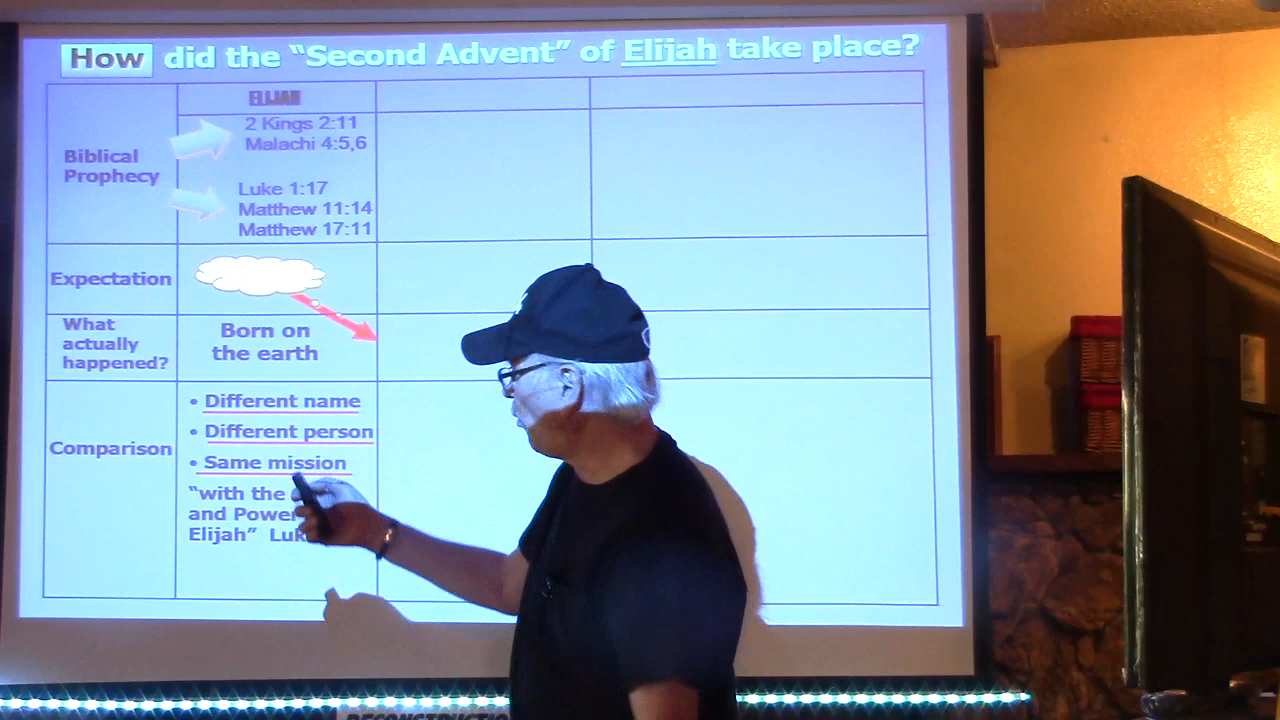 How did the “Second Advent” of Elijah take place?
ELIJAH
Biblical
Prophecy
2 Kings 2:11
Malachi 4:5,6
Luke 1:17
Matthew 11:14
Matthew 17:11
Expectation
What
actually
happened?
Born on
the earth
Comparison
• Different name
• Different person
• Same mission
“with the
and Power
Elijah” Luk